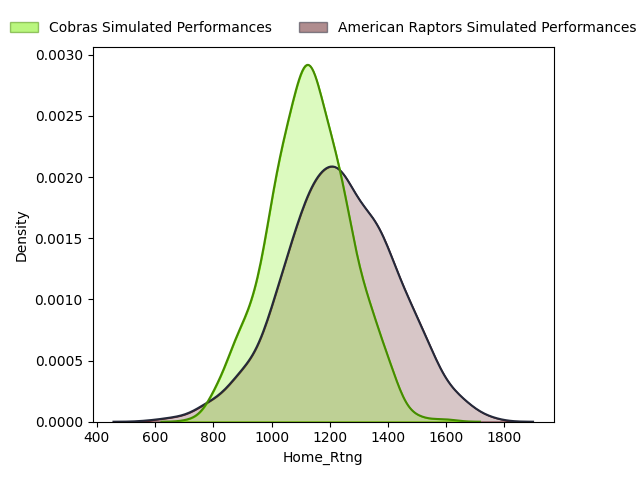 Cobras Simulated Performances
American Raptors Simulated Performances
0.0030
0.0025
0.0020
0.0015
0.0010
0.0005
0.0000
Density
400 600 800 1000 1200 1400 1600 1800
Home_Rtng